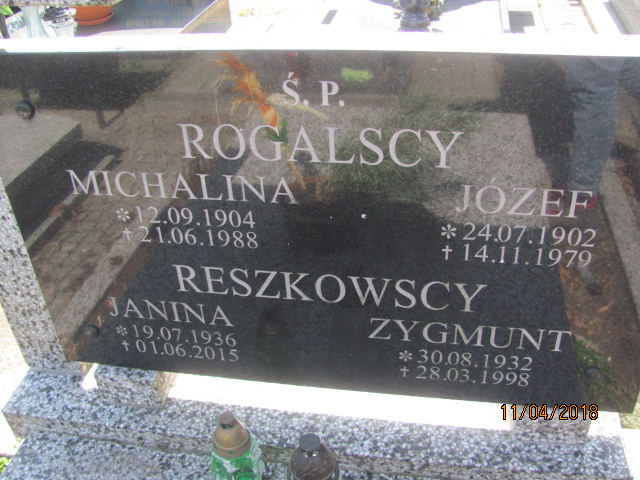 Ś. P.
ROGALSCY
MICHALINA JÓZEF
* 12.09.1904 * 24.07.1902
† 21.06.1988 † 14.11.1979
RESZKOWSCY
JANINA ZYGMUNT
* 19.07.1936 * 30.08.1932
† 01.06.2015 † 28.03.1998
11/04/2018